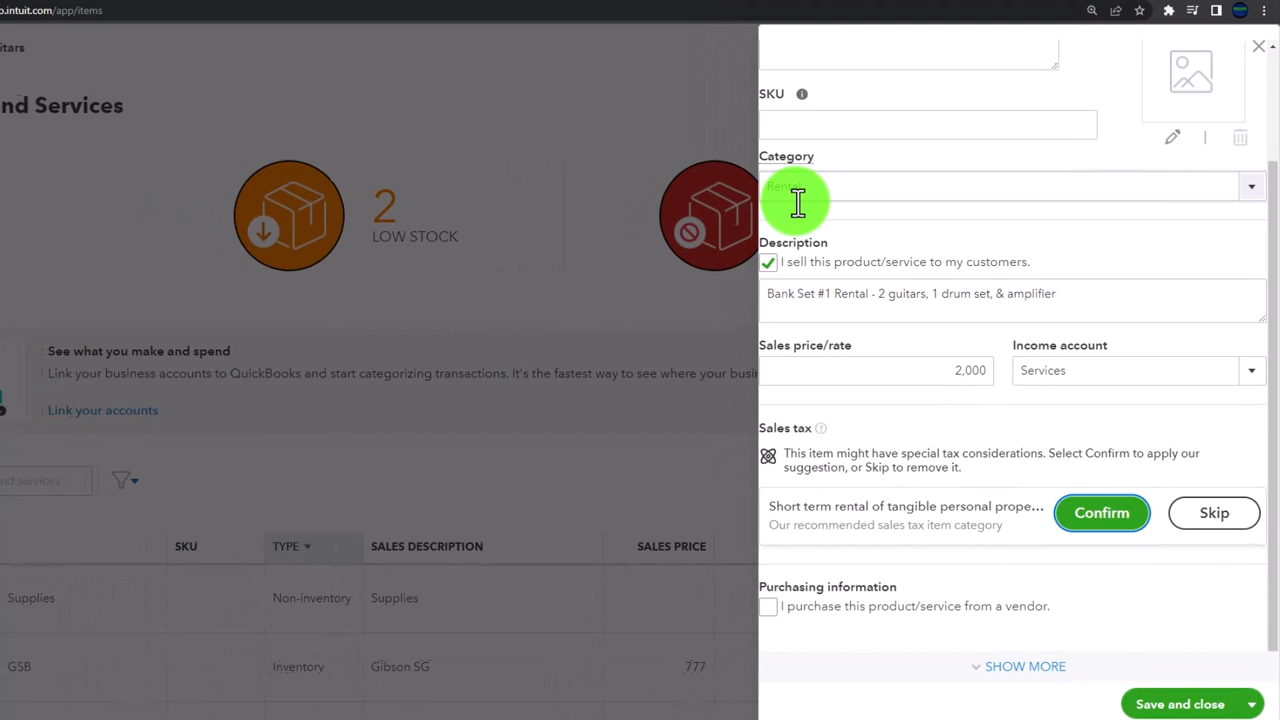 o.intuit.com/app/items
itars
nd Services
2
LOW STOCK
See what you make and spend
Link your business accounts to QuickBooks and start categorizing transactions. It's the fastest way to see where your busi
Link your accounts
nd services
SKU
TYPE
SALES DESCRIPTION
SALES PRICE
Supplies
Non-inventory
Supplies
GSB
Inventory
Gibson SG
777
SKU
Category
Rental
Description
I sell this product/service to my customers.
Bank Set #1 Rental - 2 guitars, 1 drum set, & amplifier
Sales price/rate
Income account
2,000
Services
Sales tax
This item might have special tax considerations. Select Confirm to apply our
suggestion, or Skip to remove it.
Short term rental of tangible personal prope...
Our recommended sales tax item category
Confirm
Skip
Purchasing information
I purchase this product/service from a vendor.
SHOW MORE
Save and close